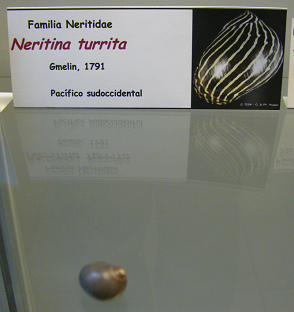 Familia Neritidae
Neritina turrita
Gmelin, 1791
Pacífico sudoccidental